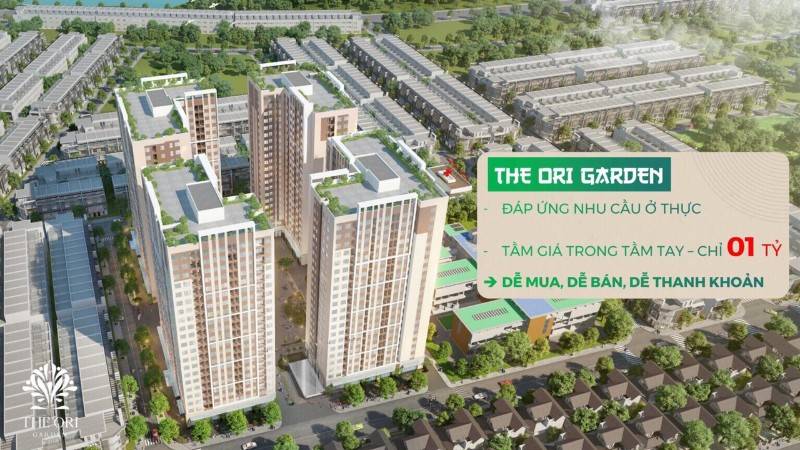 THE ORI GARDEN
- ĐÁP ỨNG NHU CẦU Ở THỰC
- TẦM GIÁ TRONG TẦM TAY – CHỈ 01 TỶ
→ DỄ MUA, DỄ BÁN, DỄ THANH KHOẢN
THE ORI
GARDEN